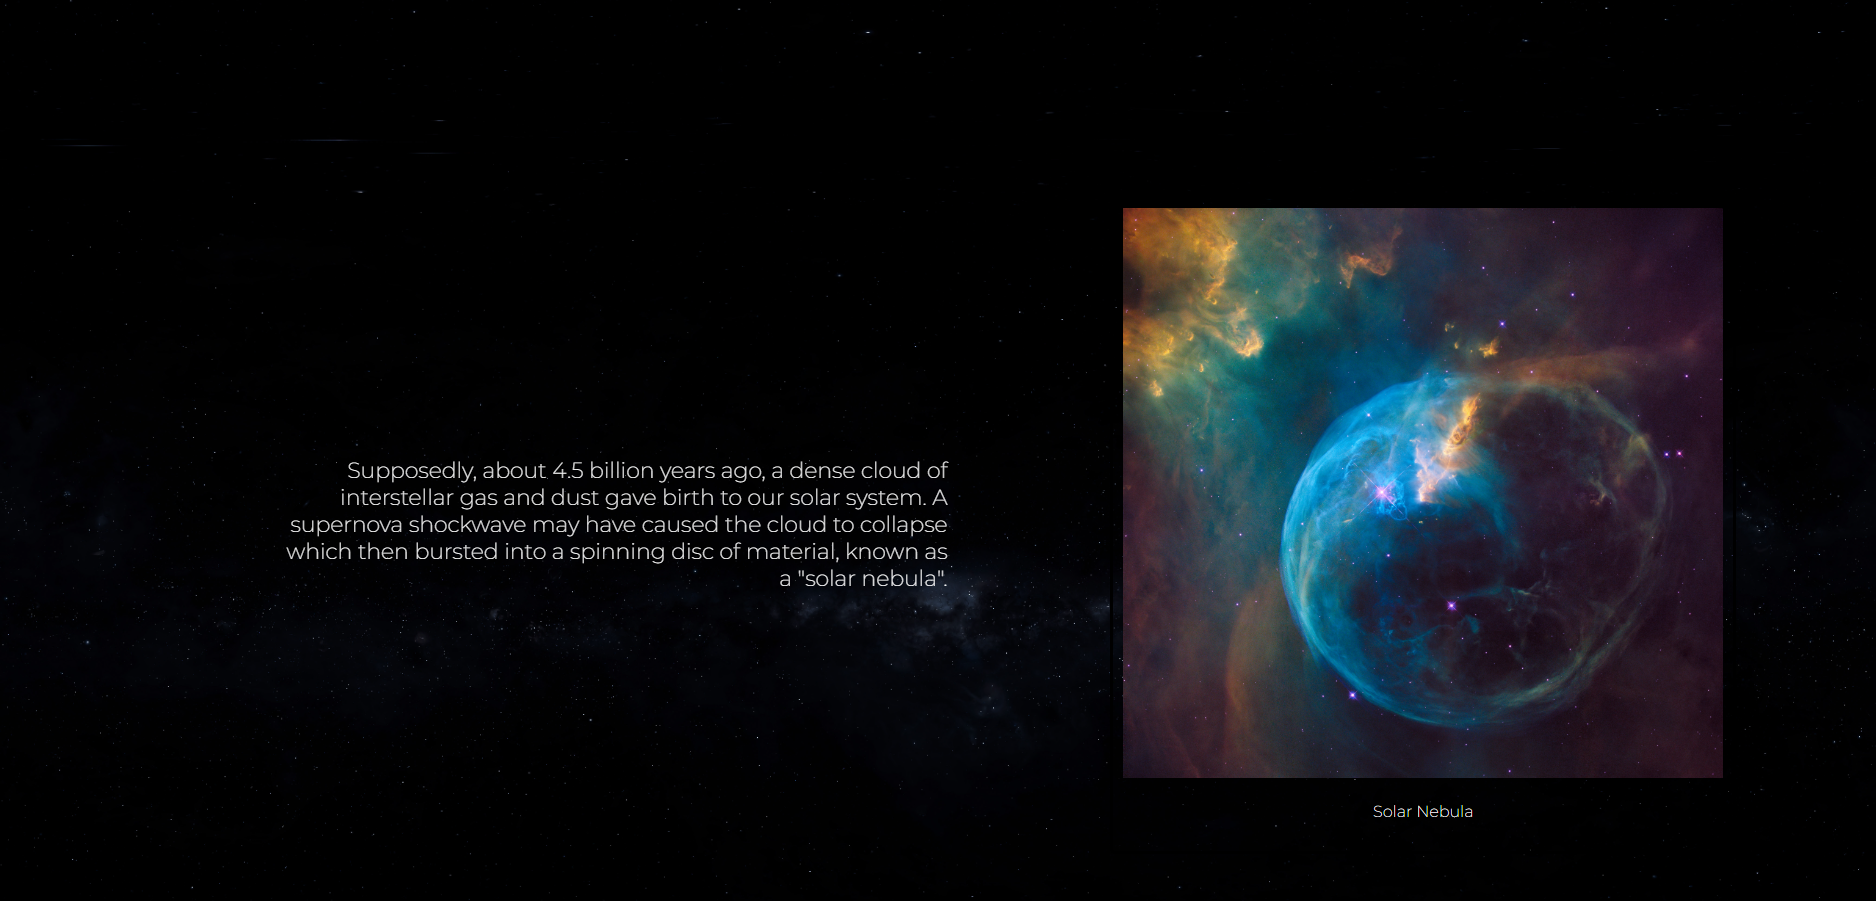 Supposedly, about 4.5 billion years ago, a dense cloud of
interstellar gas and dust gave birth to our solar system. A
supernova shockwave may have caused the cloud to collapse
which then bursted into a spinning disc of material, known as
a "solar nebula".
Solar Nebula